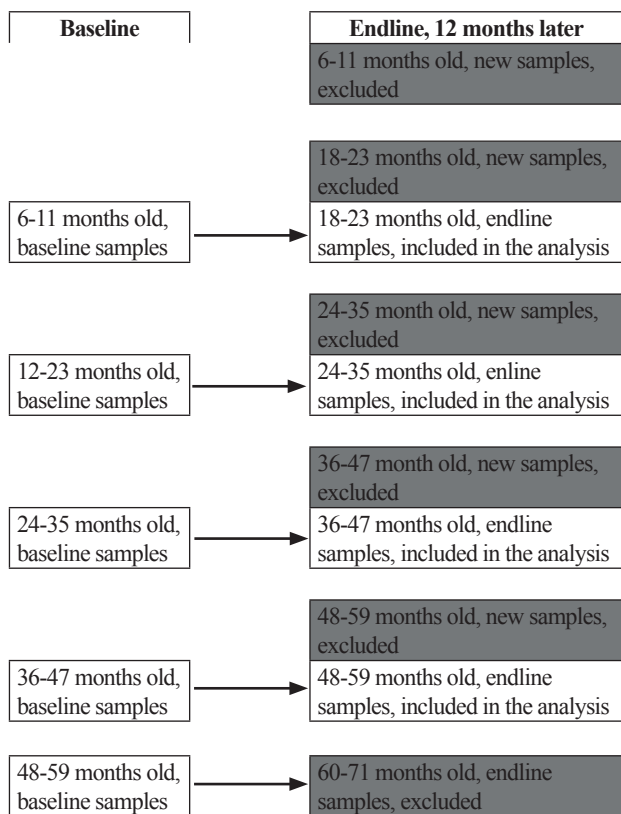 Baseline
Endline, 12 months later
6-11 months old, new samples,
excluded
18-23 months old, new samples,
excluded
6-11 months old,
baseline samples
18-23 months old, endline
samples, included in the analysis
24-35 month old, new samples,
excluded
12-23 months old,
baseline samples
24-35 months old, enline
samples, included in the analysis
36-47 month old, new samples,
excluded
24-35 months old,
baseline samples
36-47 months old, endline
samples, included in the analysis
48-59 months old, new samples,
excluded
36-47 months old,
baseline samples
48-59 months old, endline
samples, included in the analysis
48-59 months old,
baseline samples
60-71 months old, endline
samples, excluded